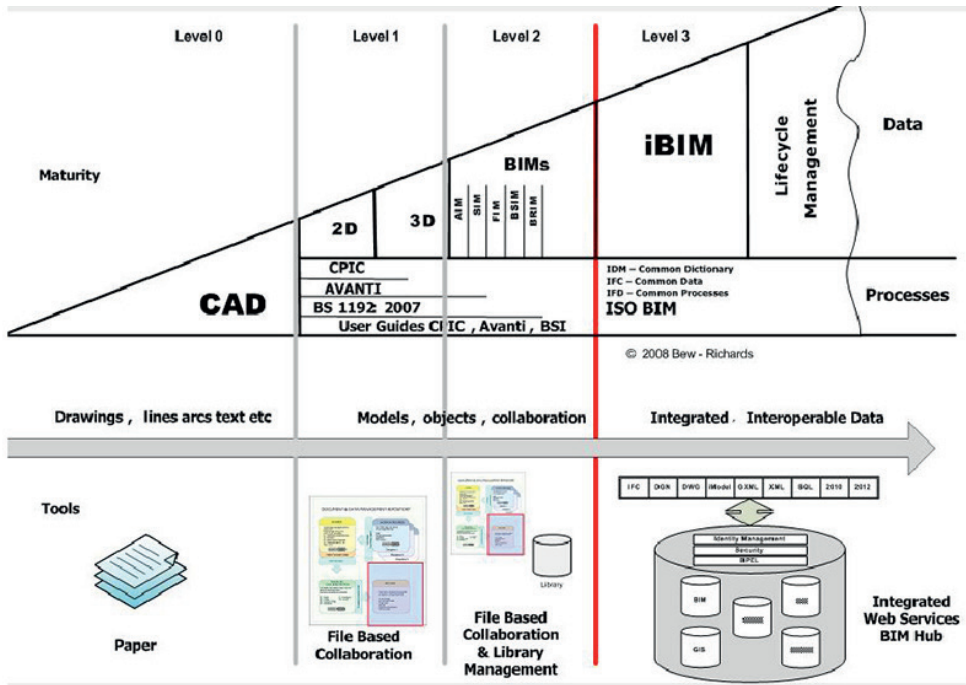 Level 0
Level 1
Level 2
Level 3
Maturity
Data
Lifecycle
Management
iBIM
BIMs
AIM
SIM
FIM
BSIM
BRIM
2D
3D
CAD
CPIC
AVANTI
BS 1192: 2007
User Guides CPIC , Avanti , BSI
IDM – Common Dictionary
IFC – Common Data
IFD – Common Processes
ISO BIM
Processes
© 2008 Bew - Richards
Drawings , lines arcs text etc
Models , objects , collaboration
Integrated , Interoperable Data
Tools
IFC DGN DWG iModel GXML XML BQL 2010 2012
Identity Management
Security
BPEL
BIM
GIS
Library
Paper
File Based
Collaboration
File Based
Collaboration
& Library
Management
Integrated
Web Services
BIM Hub